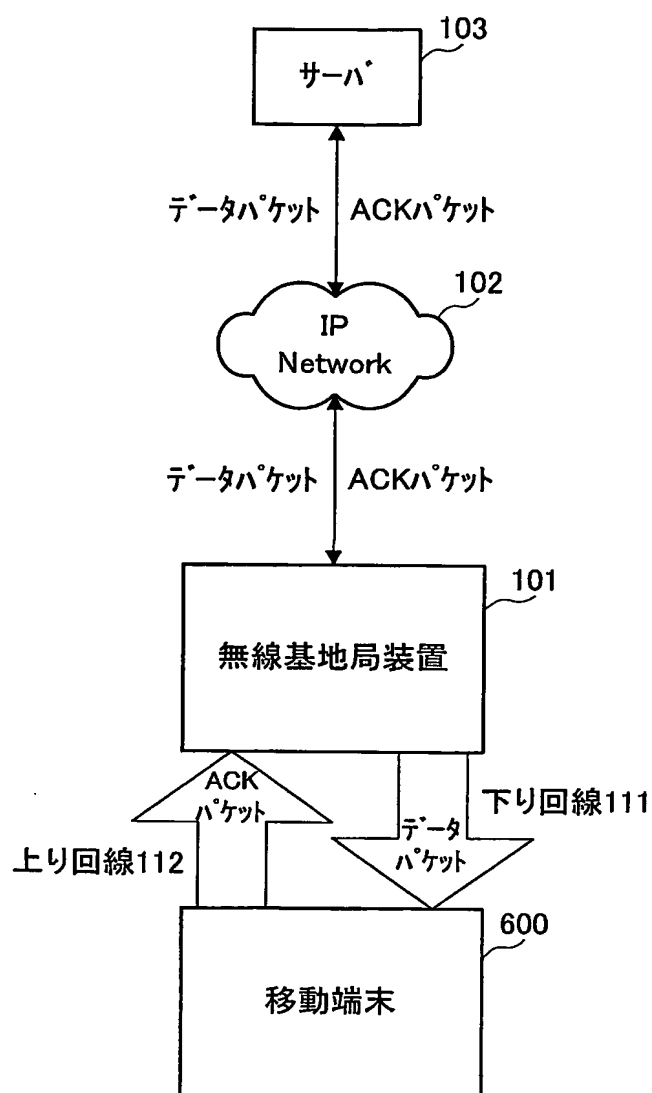 103
サーバ
データパケット
ACKパケット
102
IP
Network
データパケット
ACKパケット
101
無線基地局装置
ACK
パケット
下り回線111
データ
パケット
上り回線112
600
移動端末